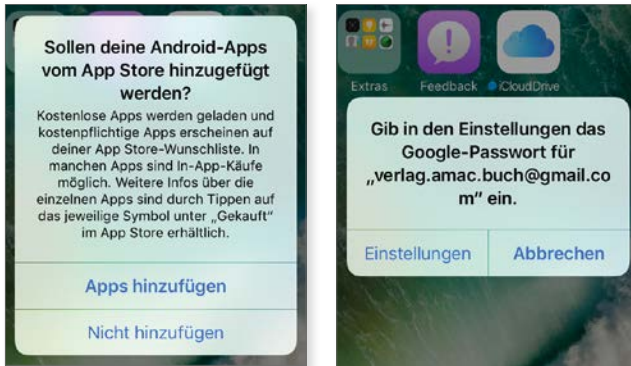 Sollen deine Android-Apps
vom App Store hinzugefügt
werden?
Kostenlose Apps werden geladen und
kostenpflichtige Apps erscheinen auf
deiner App Store-Wunschliste. In
manchen Apps sind In-App-Käufe
möglich. Weitere Infos über die
einzelnen Apps sind durch Tippen auf
das jeweilige Symbol unter „Gekauft“
im App Store erhältlich.
Apps hinzufügen
Nicht hinzufügen
Extras
Feedback
iCloudDrive
Gib in den Einstellungen das
Google-Passwort für
„verlag.amac.buch@gmail.co
m“ ein.
Einstellungen
Abbrechen